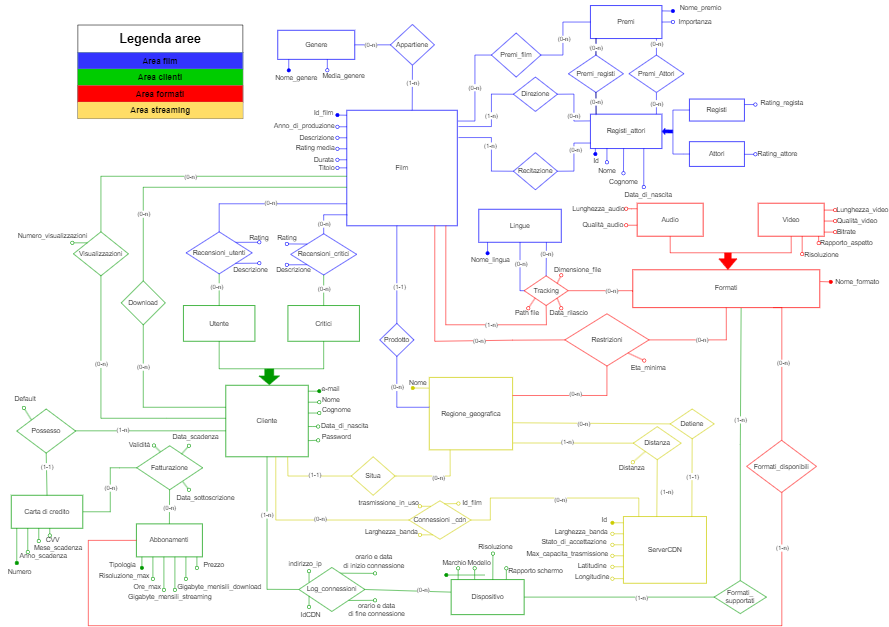 Legenda aree
Area film
Area clienti
Area formati
Area streaming
Genere
Nome_genere
Media_genere
(0-n)
Appartiene
(1-n)
Premi
Nome_premio
Importanza
(0-n)
Premi_film
(0-n)
(0-n)
(0-n)
Premi_registi
Premi_Attori
(0-n)
(0-n)
Direzione
(0-n)
(1-n)
Registi_attori
Registi
Rating_regista
Attori
Rating_attore
Id
Nome
Cognome
Data_di_nascita
(1-n)
Recitazione
(0-n)
Id_film
Anno_di_produzione
Descrizione
Rating media
Durata
Titolo
Film
(0-n)
(0-n)
(0-n)
(0-n)
Numero_visualizzazioni
Visualizzazioni
Rating
Recensioni_utenti
Descrizione
Rating
Recensioni_critici
Descrizione
(0-n)
(0-n)
Lingue
Nome_lingua
(0-n)
(0-n)
Lunghezza_audio
Qualità_audio
Audio
Video
Lunghezza_video
Qualità_video
Bitrate
Rapporto_aspetto
Risoluzione
Dimensione_file
Tracking
Path file
Data_rilascio
(0-n)
Formati
Nome_formato
(1-1)
Download
Utente
Critici
(1-n)
(0-n)
Restrizioni
(0-n)
Eta_minima
(0-n)
Prodotto
(0-n)
(0-n)
(0-n)
(0-n)
Cliente
e-mail
Nome
Cognome
Data_di_nascita
Password
Nome
Regione_geografica
(0-n)
Detiene
(1-n)
Distanza
Distanza
(1-1)
(1-n)
(1-n)
(0-n)
Formati_disponibili
(1-n)
Default
Possesso
(1-n)
(1-1)
Validità
Data_scadenza
Fatturazione
Data_sottoscrizione
(0-n)
(0-n)
(1-1)
Situa
(0-n)
Carta di credito
CVV
Mese_scadenza
Anno_scadenza
Numero
Abbonamenti
Tipologia
Risoluzione_max
Ore_max
Gigabyte_mensili_streaming
Gigabyte_menisili_download
Prezzo
(1-n)
(0-n)
trasmissione_in_uso
Id_film
Connessioni_cdn
Larghezza_banda
(0-n)
Id
Larghezza_banda
Stato_di_accettazione
Max_capacita_trasmissione
Latitudine
Longitudine
ServerCDN
indirizzo_ip
orario e data
di inizio connessione
Log_connessioni
orario e data
di fine connessione
IdCDN
(0-n)
Marchio
Modello
Risoluzione
Rapporto schermo
Dispositivo
(1-n)
Formati
supportati